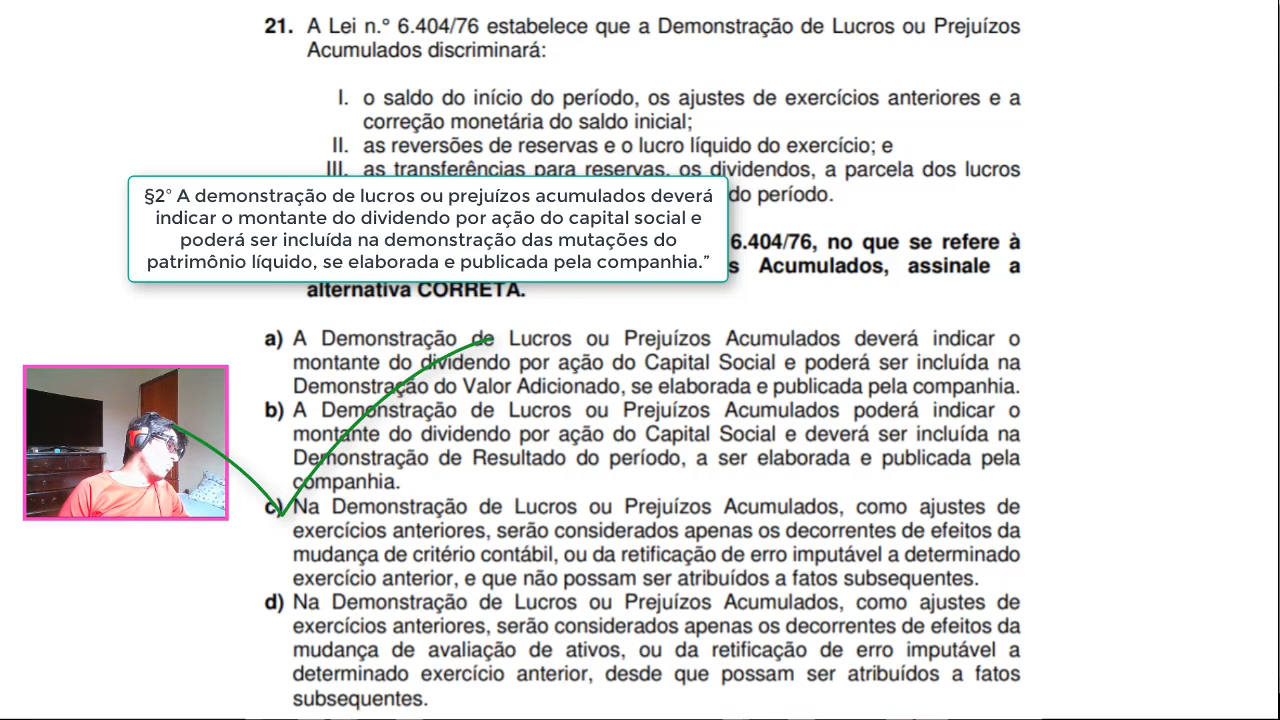 21. A Lei n.° 6.404/76 estabelece que a Demonstração de Lucros ou Prejuízos
Acumulados discriminará:
I. o saldo do início do período, os ajustes de exercícios anteriores e a
correção monetária do saldo inicial;
II. as reversões de reservas e o lucro líquido do exercício; e
III. as transferências para reservas, os dividendos, a parcela dos lucros
do período.
§2° A demonstração de lucros ou prejuízos acumulados deverá
indicar o montante do dividendo por ação do capital social e
poderá ser incluída na demonstração das mutações do
patrimônio líquido, se elaborada e publicada pela companhia.”
6.404/76, no que se refere à
s Acumulados, assinale a
alternativa CORRETA.
a) A Demonstração de Lucros ou Prejuízos Acumulados deverá indicar o
montante do dividendo por ação do Capital Social e poderá ser incluída na
Demonstração do Valor Adicionado, se elaborada e publicada pela companhia.
b) A Demonstração de Lucros ou Prejuízos Acumulados poderá indicar o
montante do dividendo por ação do Capital Social e deverá ser incluída na
Demonstração de Resultado do período, a ser elaborada e publicada pela
companhia.
c) Na Demonstração de Lucros ou Prejuízos Acumulados, como ajustes de
exercícios anteriores, serão considerados apenas os decorrentes de efeitos da
mudança de critério contábil, ou da retificação de erro imputável a determinado
exercício anterior, e que não possam ser atribuídos a fatos subsequentes.
d) Na Demonstração de Lucros ou Prejuízos Acumulados, como ajustes de
exercícios anteriores, serão considerados apenas os decorrentes de efeitos da
mudança de avaliação de ativos, ou da retificação de erro imputável a
determinado exercício anterior, desde que possam ser atribuídos a fatos
subsequentes.